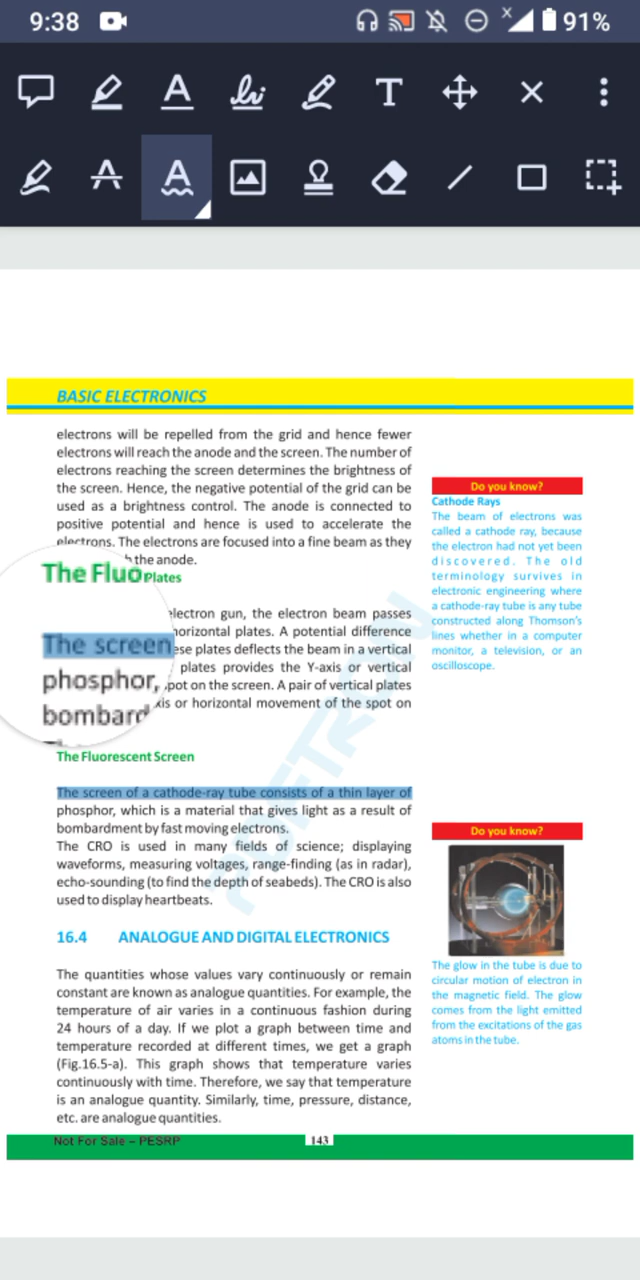 9:38
91%
BASIC ELECTRONICS
electrons will be repelled from the grid and hence fewer
electrons will reach the anode and the screen. The number of
electrons reaching the screen determines the brightness of
the screen. Hence, the negative potential of the grid can be
used as a brightness control. The anode is connected to
positive potential and hence is used to accelerate the
electrons. The electrons are focused into a fine beam as they
the anode.
Plates
electron gun, the electron beam passes
horizontal plates. A potential difference
these plates deflects the beam in a vertical
plates provides the Y-axis or vertical
spot on the screen. A pair of vertical plates
or horizontal movement of the spot on
The Fluo
The screen
phosphor,
bombard
The Fluorescent Screen
The screen of a cathode-ray tube consists of a thin layer of
phosphor, which is a material that gives light as a result of
bombardment by fast moving electrons.
The CRO is used in many fields of science; displaying
waveforms, measuring voltages, range-finding (as in radar),
echo-sounding (to find the depth of seabeds). The CRO is also
used to display heartbeats.
16.4 ANALOGUE AND DIGITAL ELECTRONICS
The quantities whose values vary continuously or remain
constant are known as analogue quantities. For example, the
temperature of air varies in a continuous fashion during
24 hours of a day. If we plot a graph between time and
temperature recorded at different times, we get a graph
(Fig.16.5-a). This graph shows that temperature varies
continuously with time. Therefore, we say that temperature
is an analogue quantity. Similarly, time, pressure, distance,
etc. are analogue quantities.
Do you know?
Cathode Rays
The beam of electrons was
called a cathode ray, because
the electron had not yet been
discovered. The old
terminology survives in
electronic engineering where
a cathode-ray tube is any tube
constructed along Thomson's
lines whether in a computer
monitor, a television, or an
oscilloscope.
Do you know?
The glow in the tube is due to
circular motion of electron in
the magnetic field. The glow
comes from the light emitted
from the excitations of the gas
atoms in the tube.
Not For Sale – PESRP
143